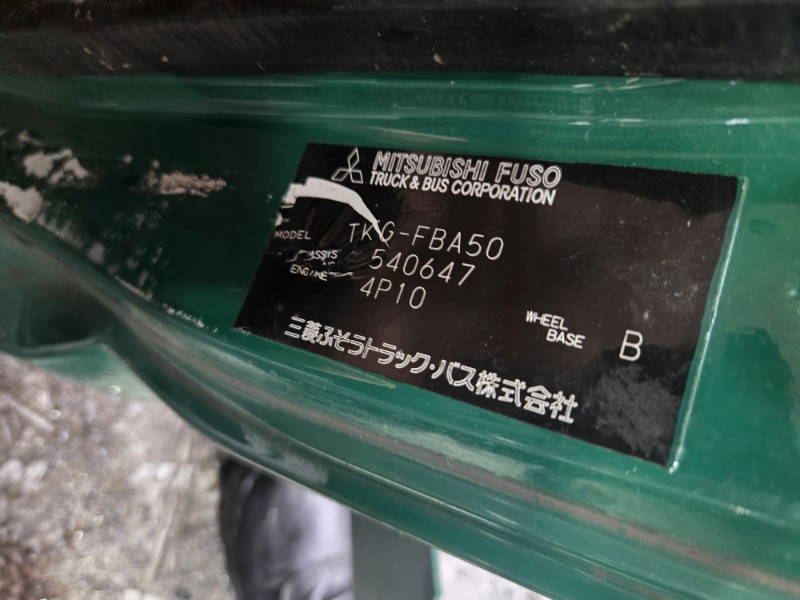 MITSUBISHI FUSO
TRUCK & BUS CORPORATION
MODEL TKG-FBA50
ASSYS 540647
ENGINE 4P10
WHEEL BASE B
三菱ふそうトラック・バス株式会社